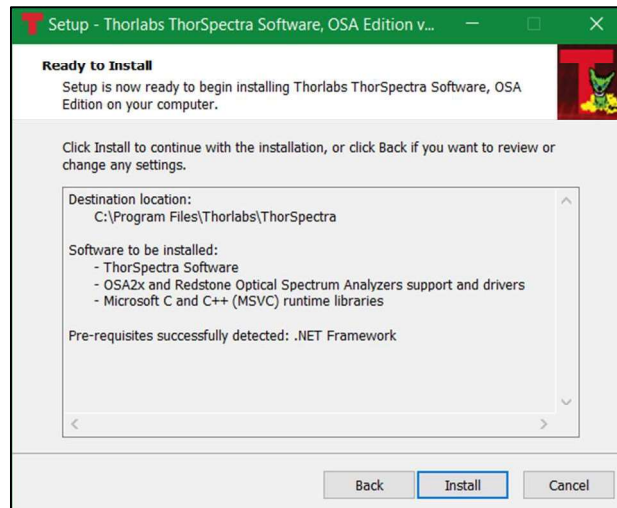 Setup - Thorlabs ThorSpectra Software, OSA Edition v...
Ready to Install
Setup is now ready to begin installing Thorlabs ThorSpectra Software, OSA
Edition on your computer.
Click Install to continue with the installation, or click Back if you want to review or
change any settings.
Destination location:
C:\Program Files\Thorlabs\ThorSpectra
Software to be installed:
- ThorSpectra Software
- OSA2x and Redstone Optical Spectrum Analyzers support and drivers
- Microsoft C and C++ (MSVC) runtime libraries
Pre-requisites successfully detected: .NET Framework
Back Install Cancel